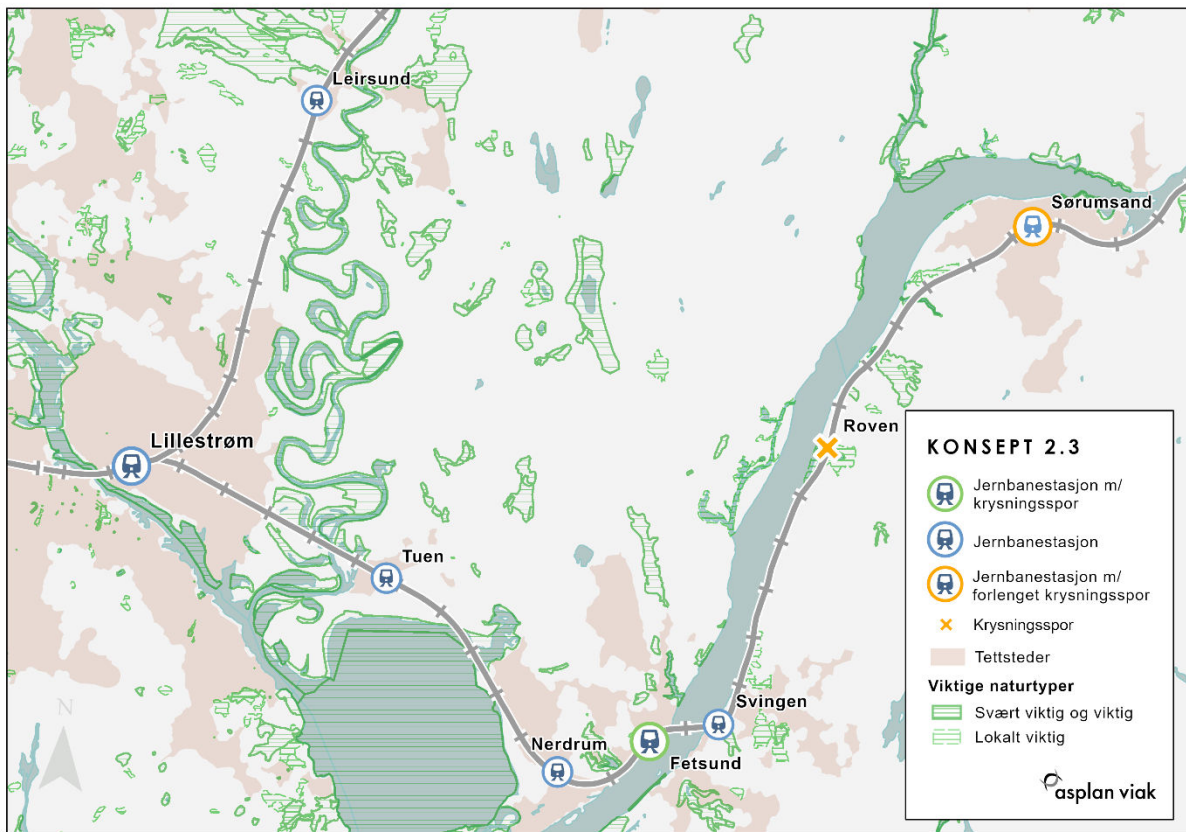 Leirsund
Sørumsand
Roven
Lillestrøm
Tuen
Svingen
Nerdrum
Fetsund
N
KONSEPT 2.3
Jernbanestasjon m/
krysningsspor
Jernbanestasjon
Jernbanestasjon m/
forlenget krysningsspor
Krysningsspor
Tettsteder
Viktige naturtyper
Svært viktig og viktig
Lokalt viktig
asplan viak